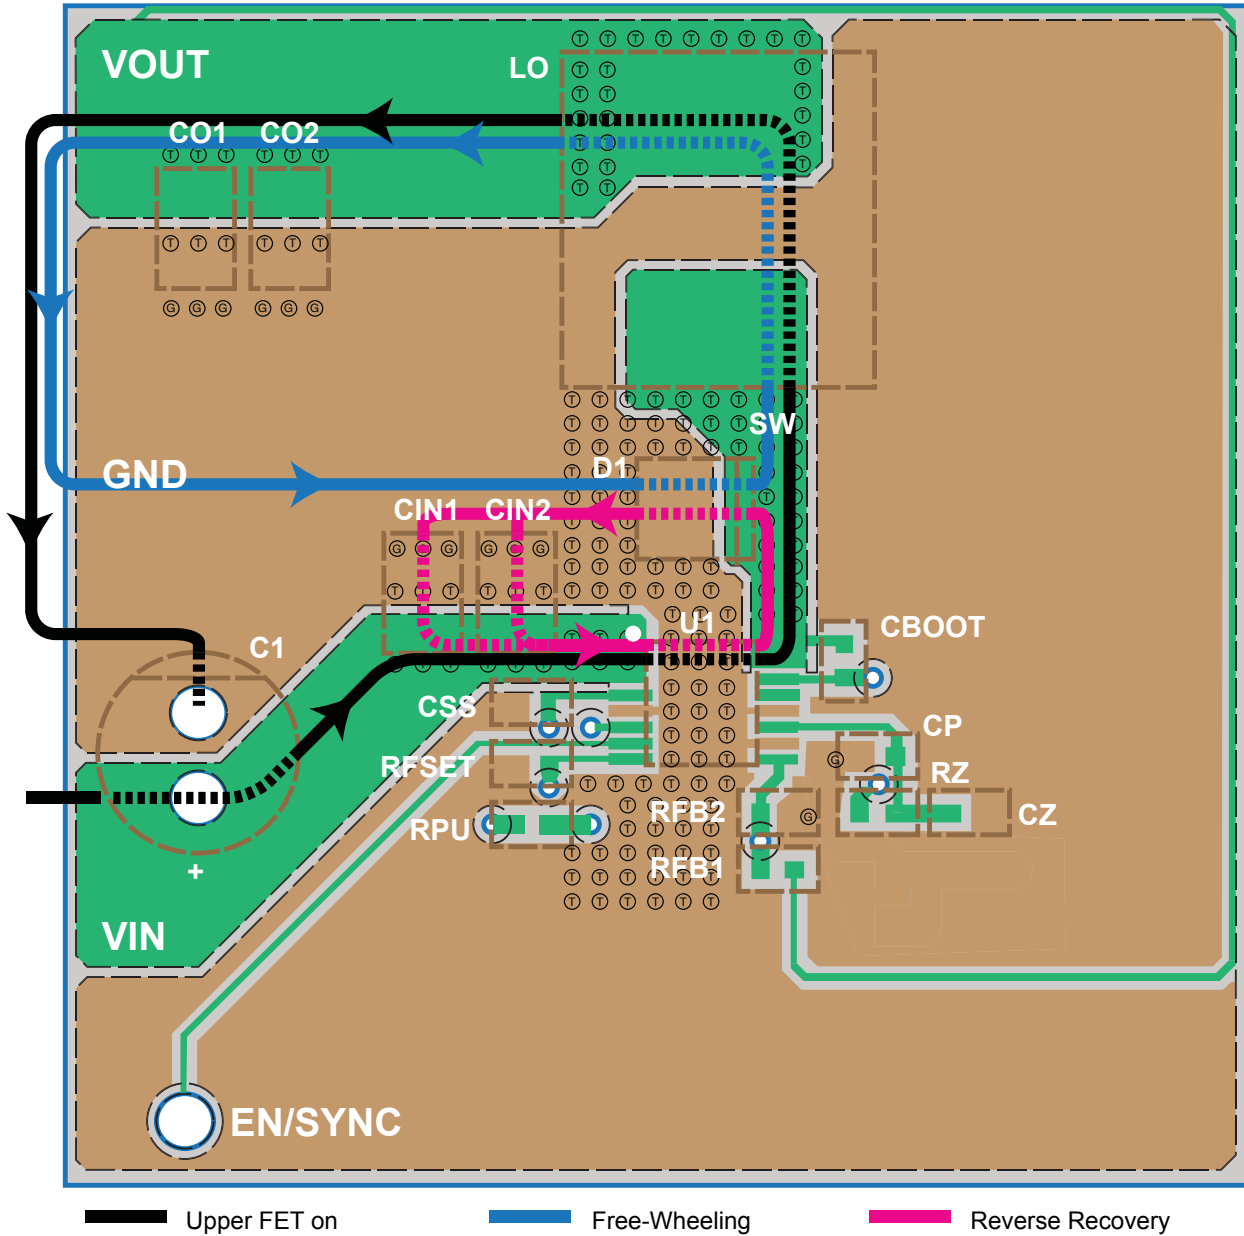 VOUT
LO
CO1 CO2
SW
GND
D1
CIN1 CIN2
U1
CBOOT
C1
CSS
CP
RFSET
RZ
RPU
RFB2
CZ
RFB1
+
VIN
EN/SYNC
Upper FET on
Free-Wheeling
Reverse Recovery